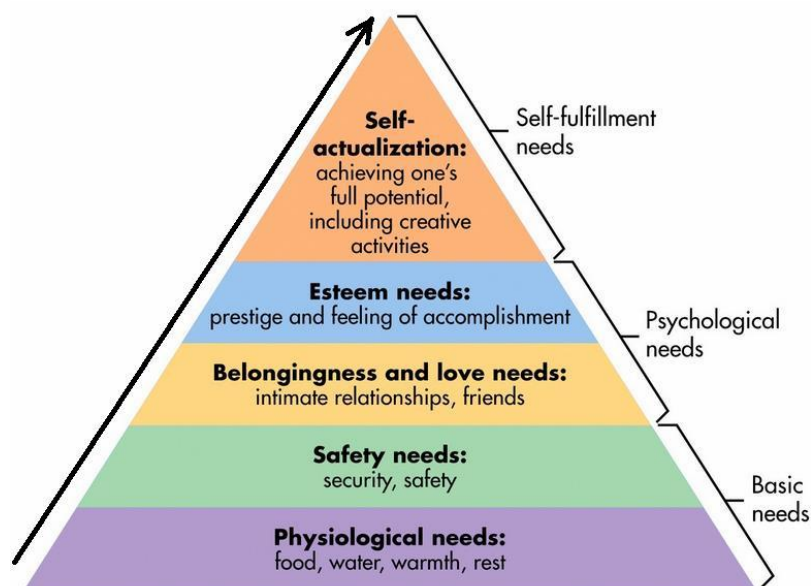 Self-
actualization:
achieving one's
full potential,
including creative
activities
Self-fulfillment
needs
Esteem needs:
prestige and feeling of accomplishment
Belongingness and love needs:
intimate relationships, friends
Psychological
needs
Safety needs:
security, safety
Physiological needs:
food, water, warmth, rest
Basic
needs